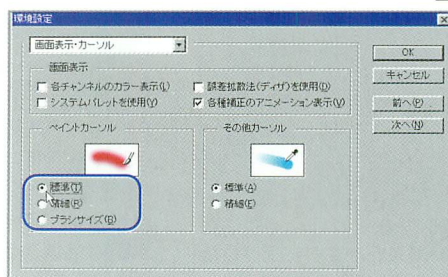 環境設定
画面表示・カーソル
OK
キャンセル
前へ(P)
次へ(N)
画面表示
各チャンネルのカラー表示(L)
誤差拡散法(ディザ)を使用(D)
システムパレットを使用(Y)
各種補正のアニメーション表示(V)
ペイントカーソル
その他カーソル
標準(T)
精細(R)
ブラシサイズ(B)
標準(A)
精細(E)